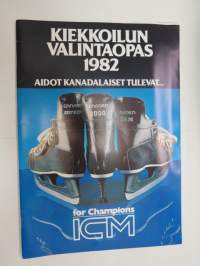 KIEKKOILUN
VALINTAOPAS
1982
AIDOT KANADALAISET TULEVAT...
for Champions
ICM